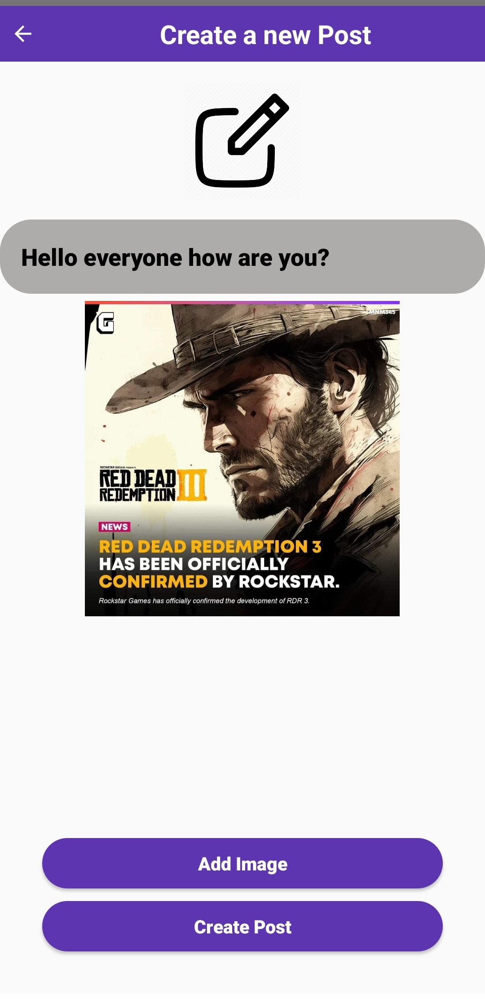 Create a new Post
Hello everyone how are you?
G
MNM345
ROCKSTAR GAMES PRESENTS
RED DEAD
REDEMPTION III
NEWS
RED DEAD REDEMPTION 3
HAS BEEN OFFICIALLY
CONFIRMED BY ROCKSTAR.
Rockstar Games has officially confirmed the development of RDR 3.
Add Image
Create Post